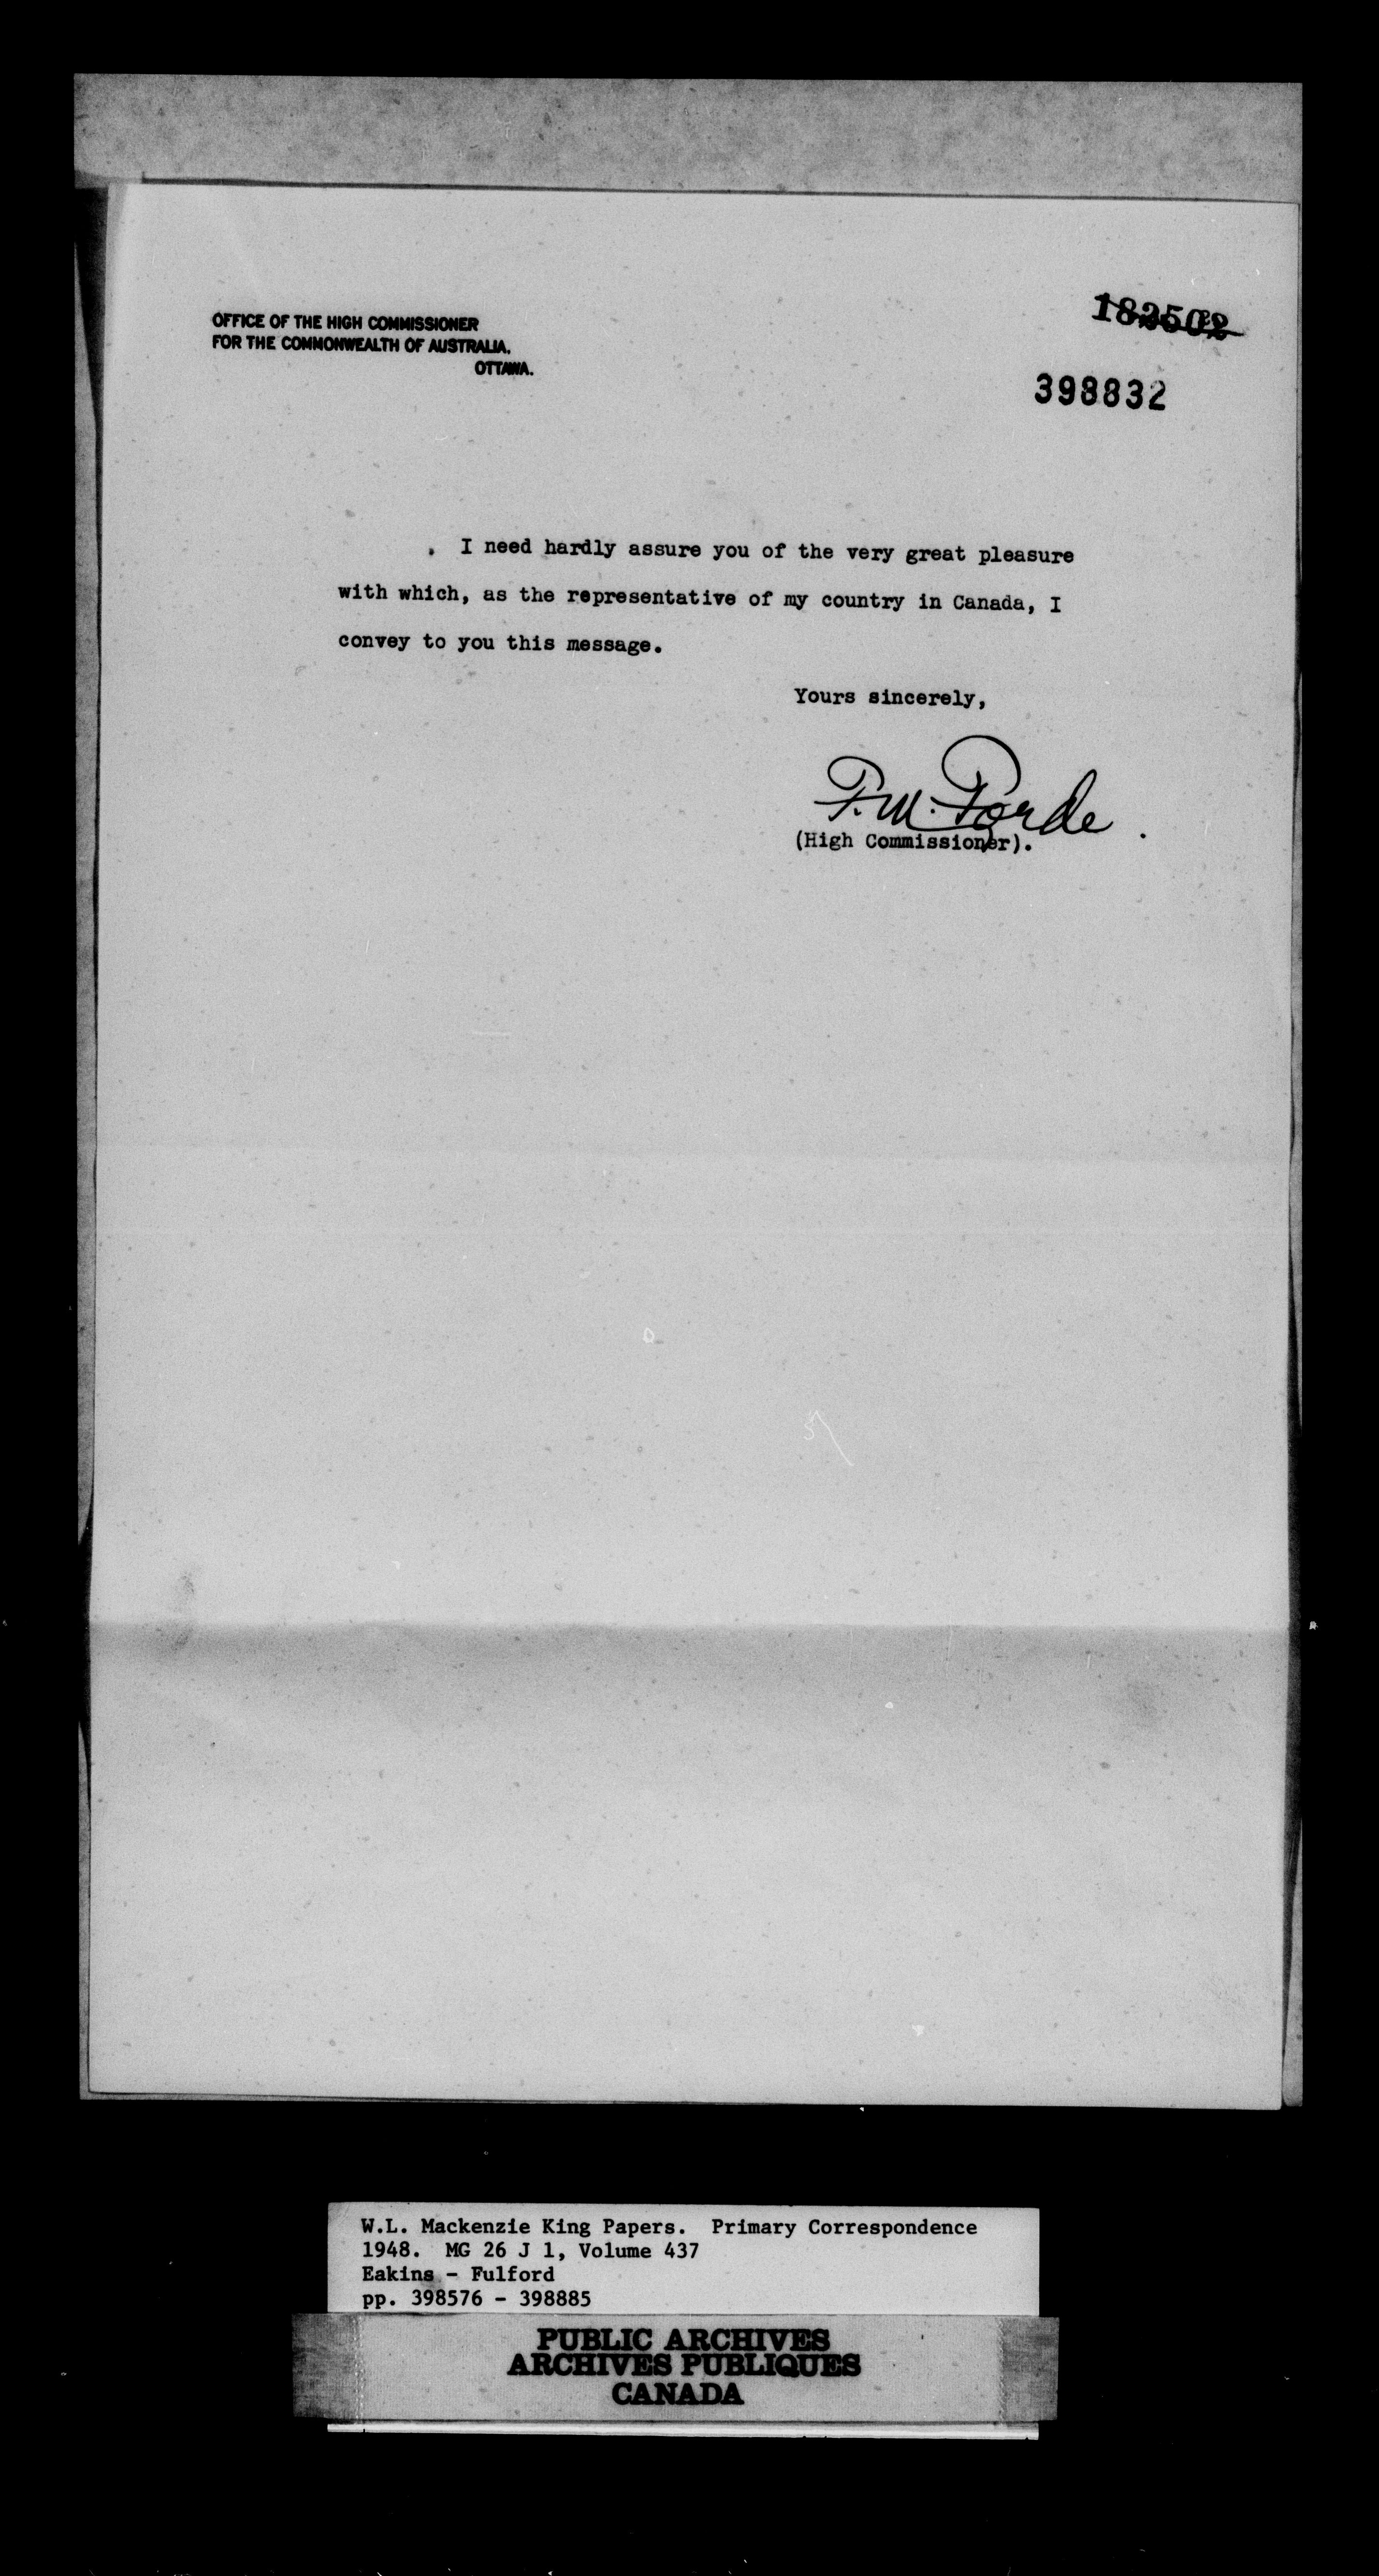 OFFICE OF THE HIGH COMMISSIONER
FOR THE COMMONWEALTH OF AUSTRALIA,
OTTAWA.
182502
398832
. I need hardly assure you of the very great pleasure
with which, as the representative of my country in Canada, I
convey to you this message.
Yours sincerely,
F.M. Forde.
(High Commissioner).
W.L. Mackenzie King Papers. Primary Correspondence
1948. MG 26 J 1, Volume 437
Eakins - Fulford
pp. 398576 - 398885
PUBLIC ARCHIVES
ARCHIVES PUBLIQUES
CANADA